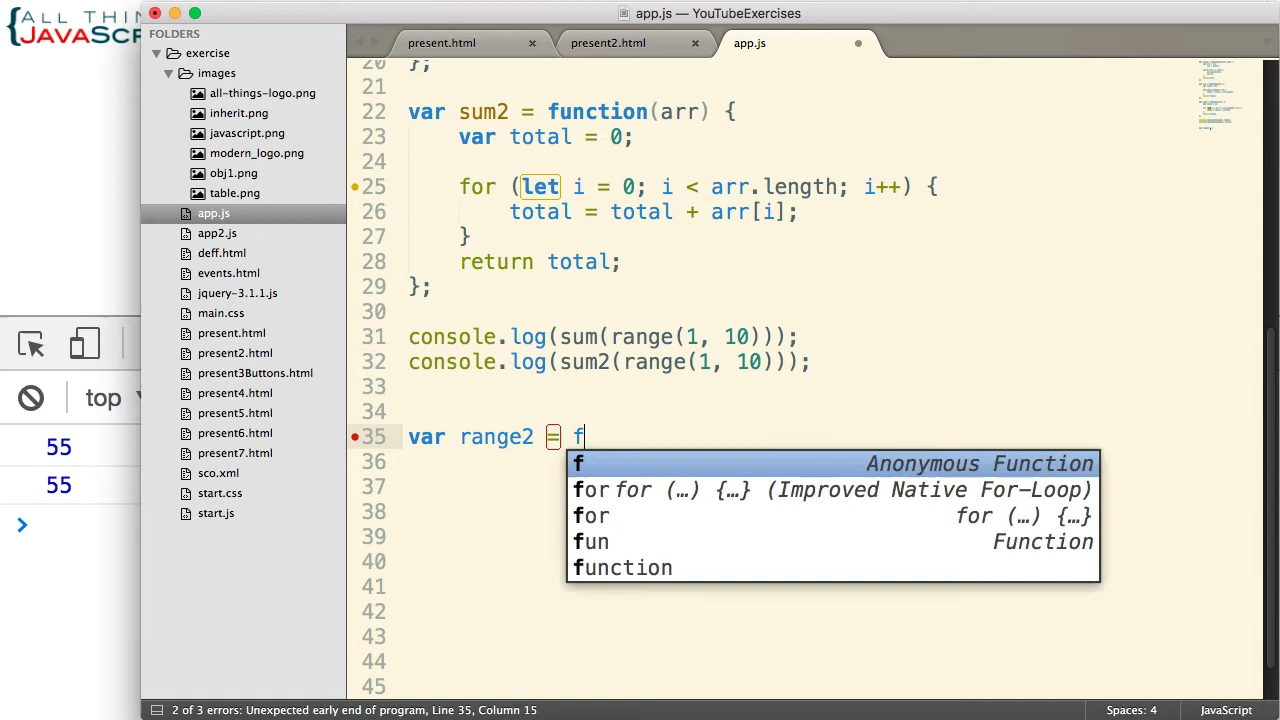 {ALL THIN
JAVASCR
app.js — YouTubeExercises
FOLDERS
exercise
images
all-things-logo.png
inherit.png
javascript.png
modern_logo.png
obj1.png
table.png
app.js
app2.js
deff.html
events.html
jquery-3.1.1.js
main.css
present.html
present2.html
present3Buttons.html
present4.html
present5.html
present6.html
present7.html
sco.xml
start.css
start.js
present.html × present2.html × app.js
20 };
21
22 var sum2 = function(arr) {
23 var total = 0;
24
25 for (let i = 0; i < arr.length; i++) {
26 total = total + arr[i];
27 }
28 return total;
29 };
30
31 console.log(sum(range(1, 10)));
32 console.log(sum2(range(1, 10)));
33
34
35 var range2 = f
36
37
38
39
40
41
42
43
44
45
f Anonymous Function
for for (…) {…} (Improved Native For-Loop)
for for (…) {…}
fun Function
function
top
55
55
>
2 of 3 errors: Unexpected early end of program, Line 35, Column 15
Spaces: 4
JavaScript